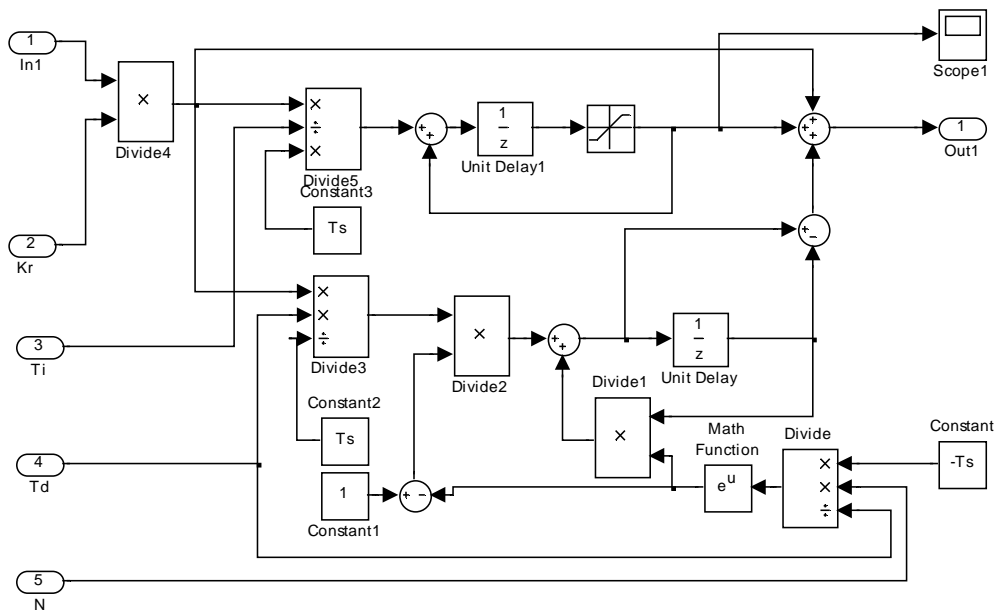 1
In1
×
Divide4
2
Kr
3
Ti
4
Td
5
N
×
÷
×
Divide5
Constant3
Ts
+
+
1
z
Unit Delay1
Scope1
+
+
+
1
Out1
+
-
×
×
÷
Divide3
×
Divide2
+
+
1
z
Unit Delay
Divide1
×
Constant2
Ts
1
Constant1
+
-
Math
Function
e^u
Divide
×
×
÷
Constant
-Ts